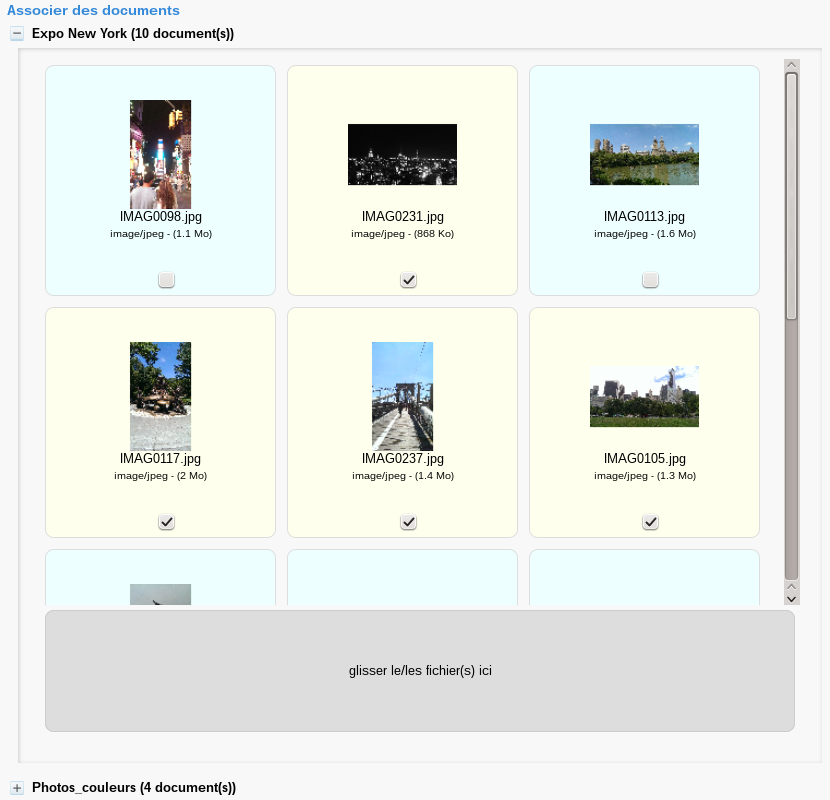 Associer des documents
Expo New York (10 document(s))
IMAG0098.jpg
image/jpeg - (1.1 Mo)
IMAG0231.jpg
image/jpeg - (868 Ko)
IMAG0113.jpg
image/jpeg - (1.6 Mo)
IMAG0117.jpg
image/jpeg - (2 Mo)
IMAG0237.jpg
image/jpeg - (1.4 Mo)
IMAG0105.jpg
image/jpeg - (1.3 Mo)
glisser le/les fichier(s) ici
Photos_couleurs (4 document(s))